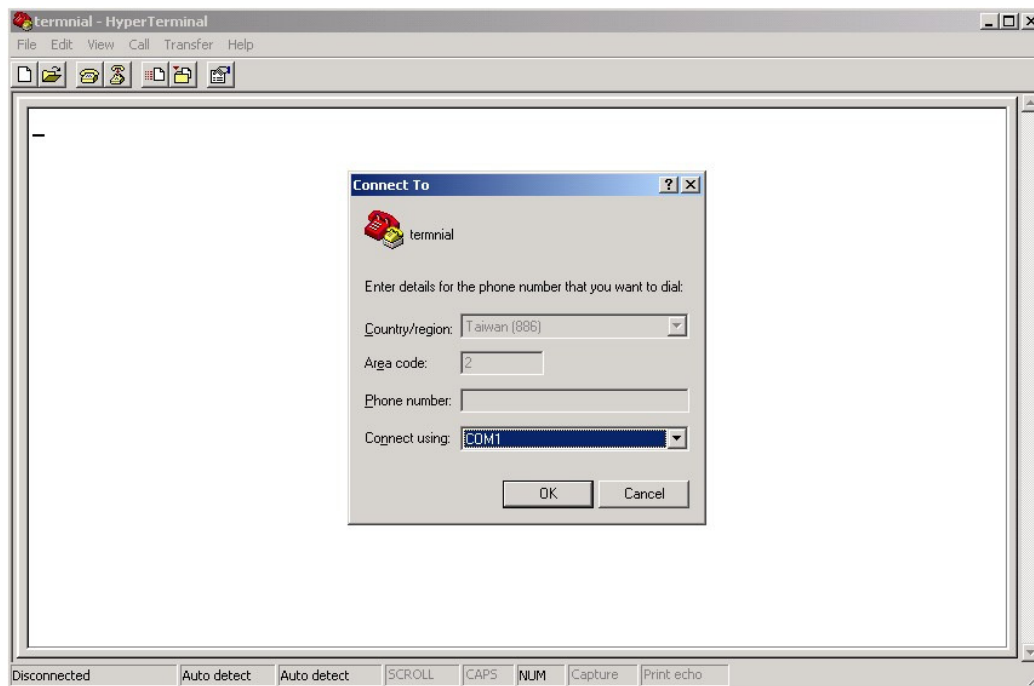 termnial - HyperTerminal
File Edit View Call Transfer Help
Connect To
termnial
Enter details for the phone number that you want to dial:
Country/region: Taiwan (886)
Area code: 2
Phone number:
Connect using: COM1
OK Cancel
Disconnected Auto detect Auto detect SCROLL CAPS NUM Capture Print echo